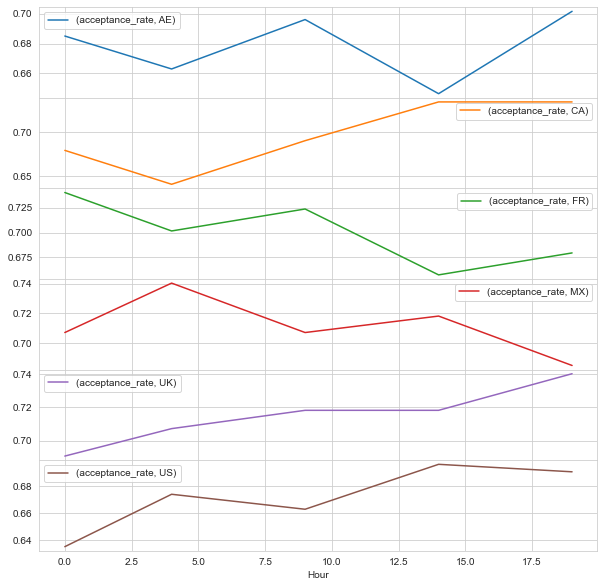 0.70
(acceptance_rate, AE)
0.68
0.66
(acceptance_rate, CA)
0.70
0.65
(acceptance_rate, FR)
0.725
0.700
0.675
0.74
(acceptance_rate, MX)
0.72
0.70
0.74
(acceptance_rate, UK)
0.72
0.70
(acceptance_rate, US)
0.68
0.66
0.64
0.0 2.5 5.0 7.5 10.0 12.5 15.0 17.5
Hour